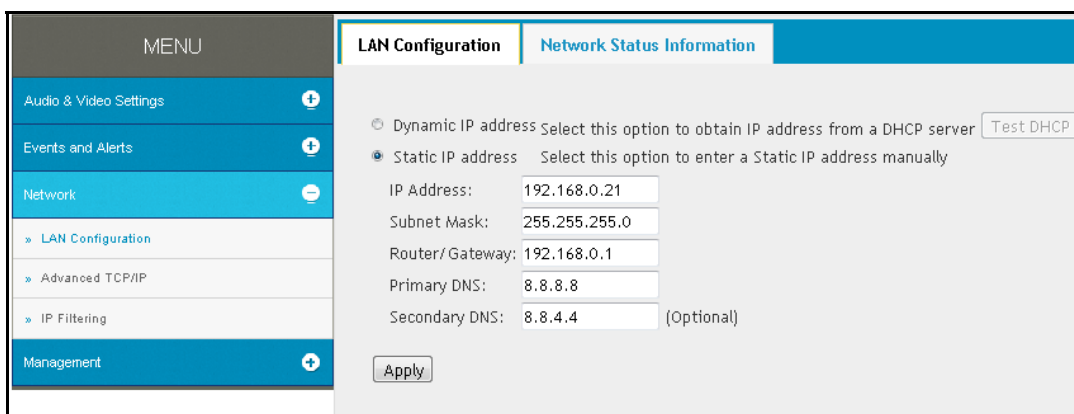 MENU
Audio & Video Settings
Events and Alerts
Network
» LAN Configuration
» Advanced TCP/IP
» IP Filtering
Management
LAN Configuration
Network Status Information
Dynamic IP address Select this option to obtain IP address from a DHCP server Test DHCP
Static IP address Select this option to enter a Static IP address manually
IP Address: 192.168.0.21
Subnet Mask: 255.255.255.0
Router/Gateway: 192.168.0.1
Primary DNS: 8.8.8.8
Secondary DNS: 8.8.4.4 (Optional)
Apply